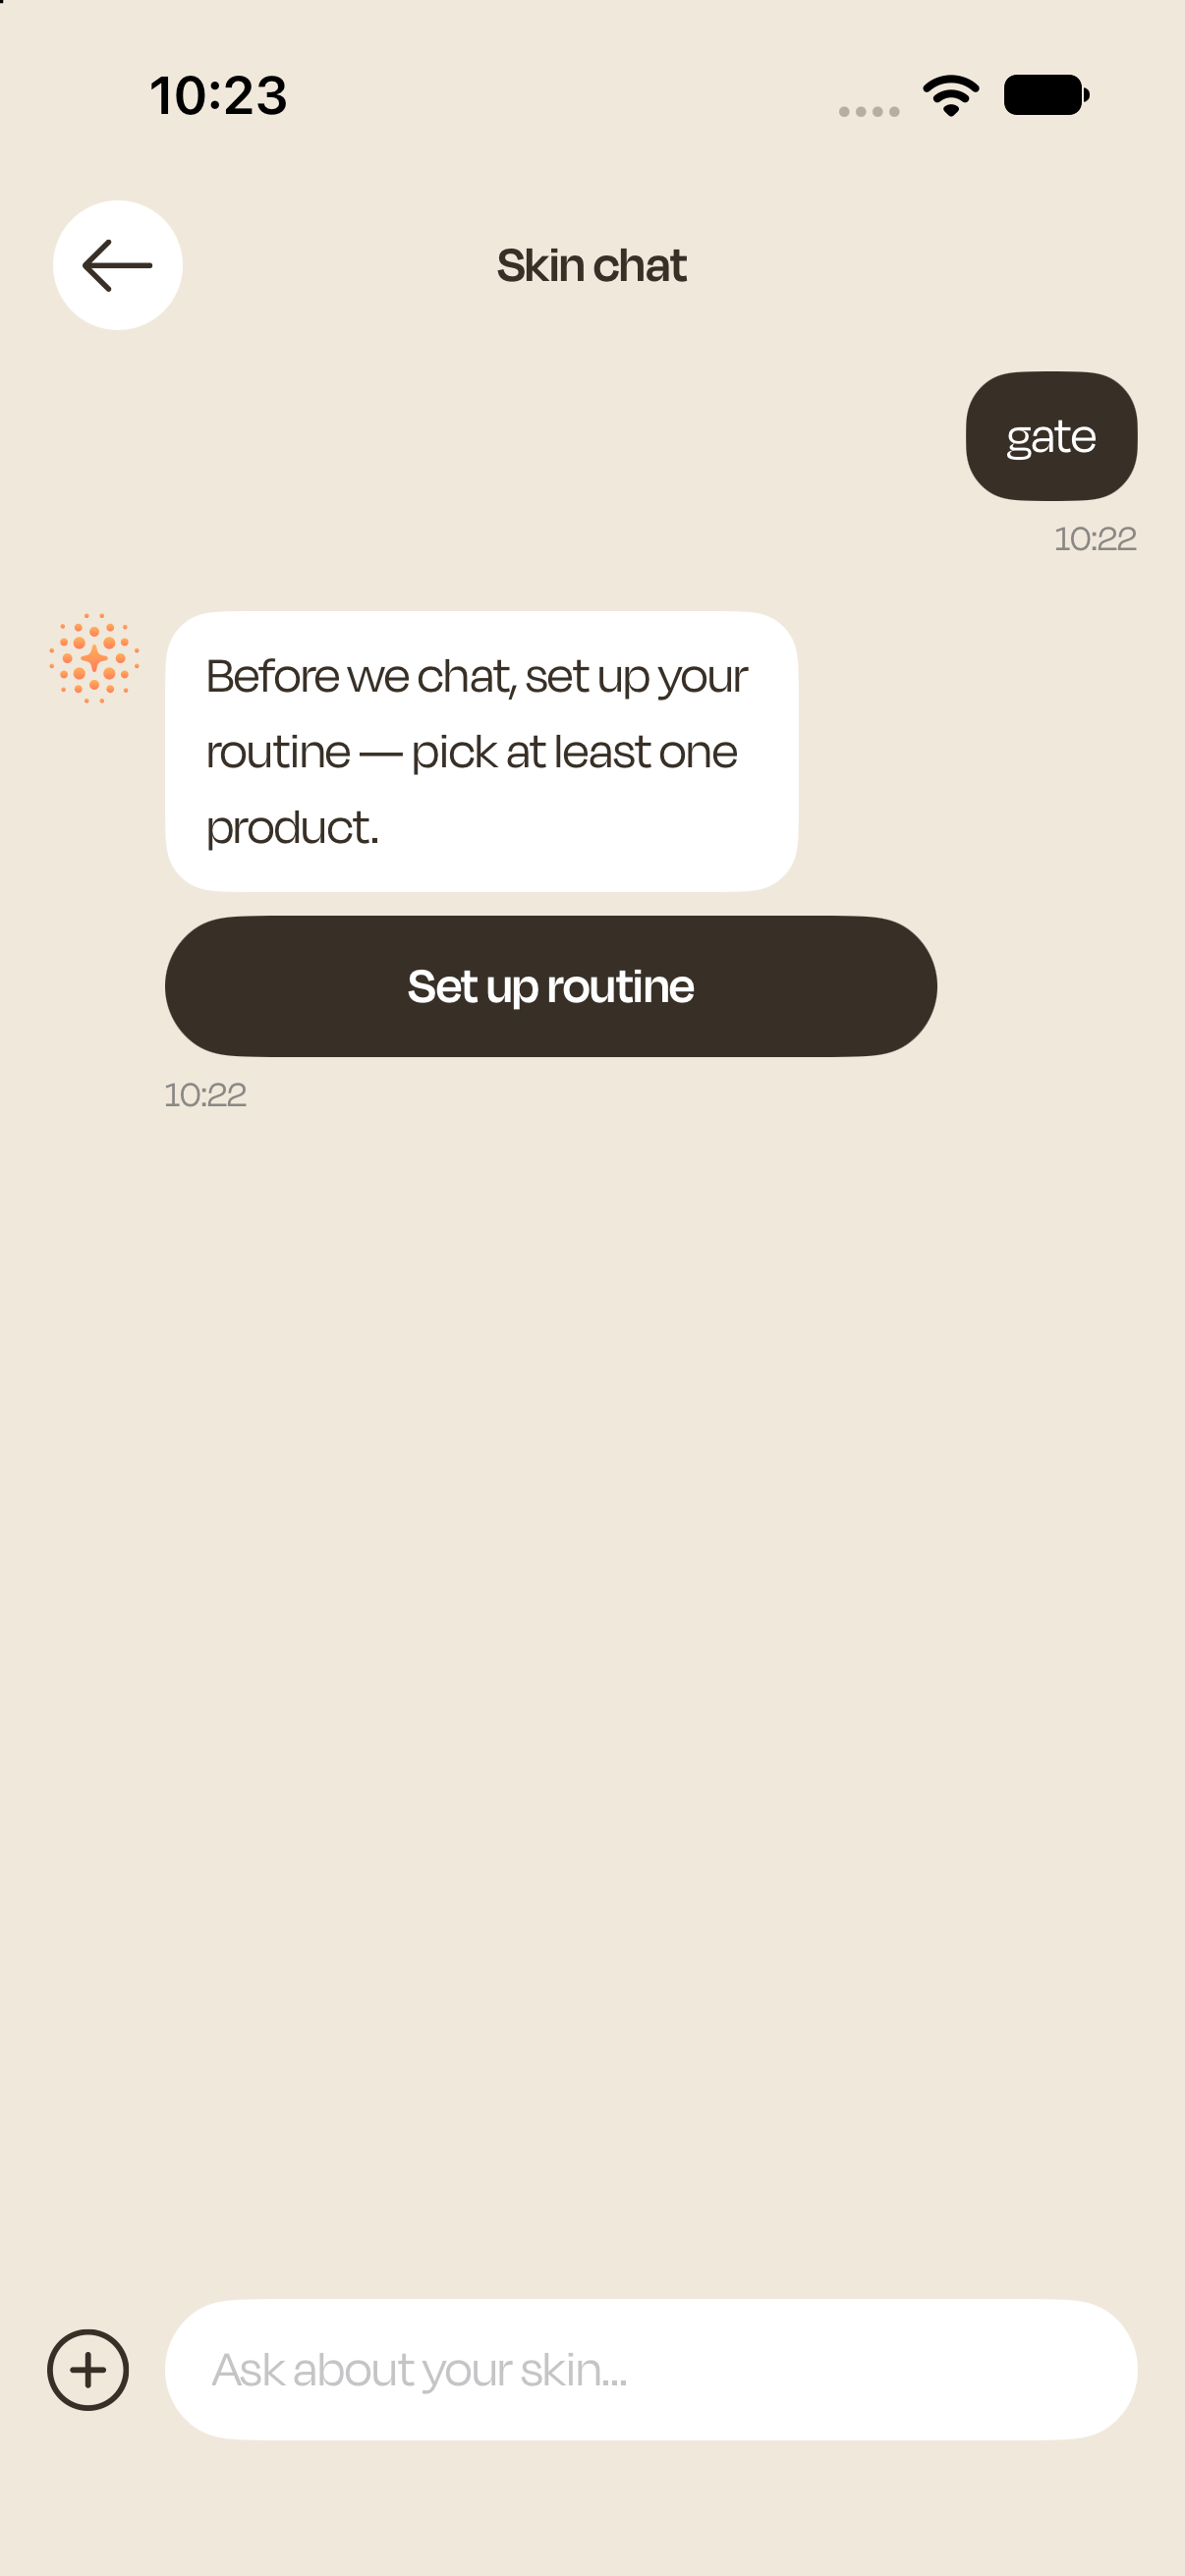 10:23
Skin chat
gate
10:22
Before we chat, set up your
routine — pick at least one
product.
Set up routine
10:22
Ask about your skin...